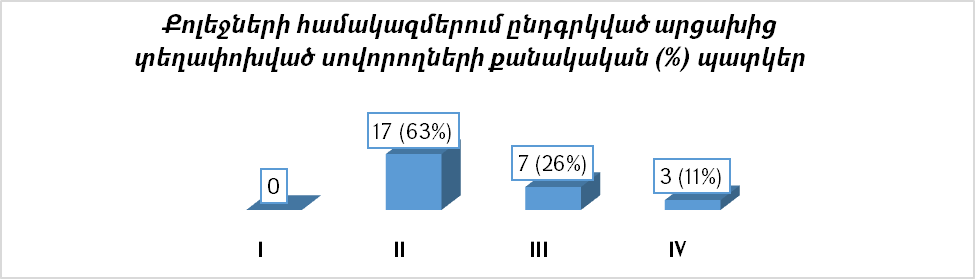 Քոլեջների համակազմերում ընդգրկված արցախից
տեղափոխված սովորողների քանակական (%) պատկեր
0
17 (63%)
7 (26%)
3 (11%)
I
II
III
IV